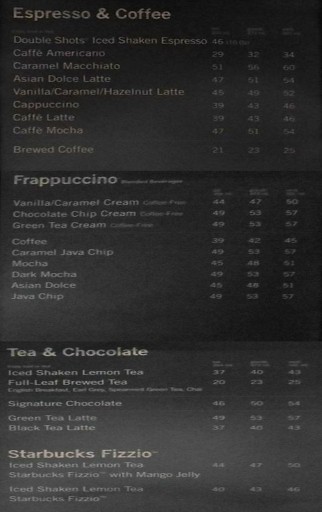 Espresso & Coffee
Double Shots Iced Shaken Espresso 46
Caffè Americano 29 32 34
Caramel Macchiato 51 56 60
Asian Dolce Latte 47 51 54
Vanilla/Caramel/Hazelnut Latte 45 49 52
Cappuccino 39 43 46
Caffè Latte 39 43 46
Caffè Mocha 47 51 54
Brewed Coffee 21 23 25
Frappuccino Blended Beverages
Vanilla/Caramel Cream Coffee-Free 44 47 50
Chocolate Chip Cream Coffee-Free 49 53 57
Green Tea Cream Coffee-Free 49 53 57
Coffee 39 42 45
Caramel Java Chip 49 53 57
Mocha 45 48 51
Dark Mocha 49 53 57
Asian Dolce 45 48 51
Java Chip 49 53 57
Tea & Chocolate
Iced Shaken Lemon Tea 37 40 43
Full-Leaf Brewed Tea 20 23 25
English Breakfast, Earl Grey, Spearmint Green Tea, Chai
Signature Chocolate 46 50 54
Green Tea Latte 49 53 57
Black Tea Latte 37 40 43
Starbucks Fizzio™
Iced Shaken Lemon Tea 44 47 50
Starbucks Fizzio™ with Mango Jelly
Iced Shaken Lemon Tea 40 43 46
Starbucks Fizzio™